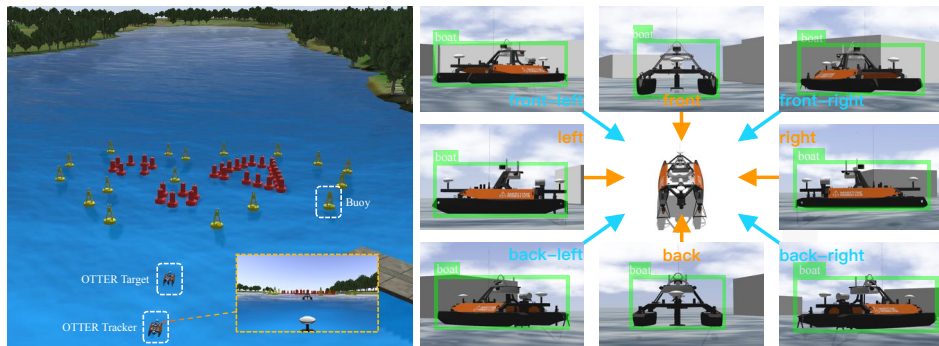 Buoy
OTTER Target
OTTER Tracker
boat
boat
boat
front-left
front
front-right
boat
left
right
boat
back-left
back
back-right
boat
boat
boat